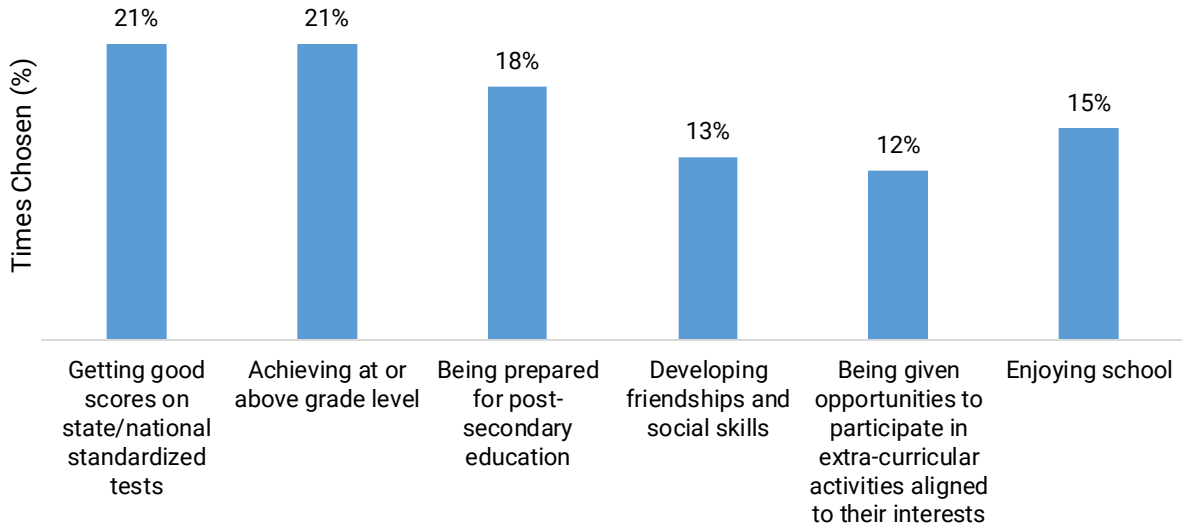 Times Chosen (%)
21%
21%
18%
13%
12%
15%
Getting good
scores on
state/national
standardized
tests
Achieving at or
above grade level
Being prepared
for post-
secondary
education
Developing
friendships and
social skills
Being given
opportunities to
participate in
extra-curricular
activities aligned
to their interests
Enjoying school